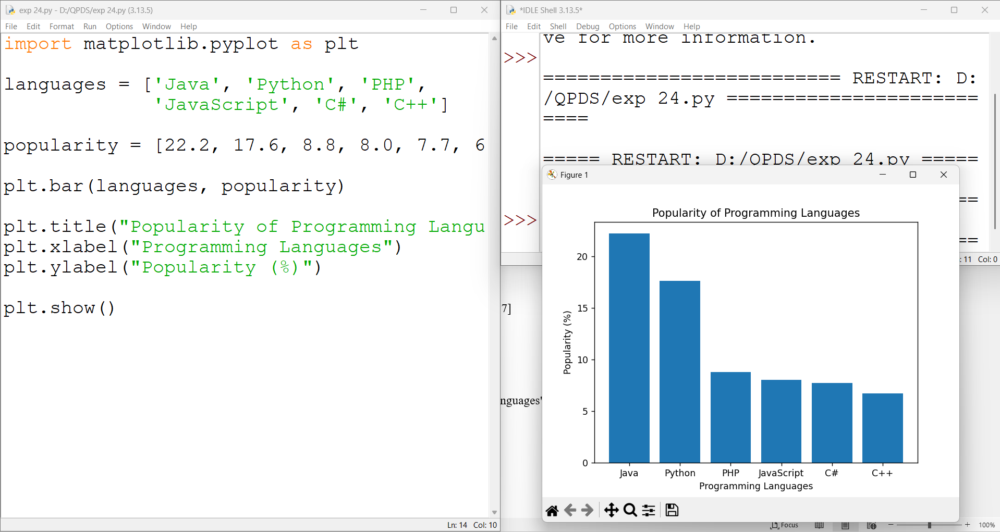 exp 24.py - D:/QPDS/exp 24.py (3.13.5)
File Edit Format Run Options Window Help
import matplotlib.pyplot as plt
languages = ['Java', 'Python', 'PHP',
'JavaScript', 'C#', 'C++']
popularity = [22.2, 17.6, 8.8, 8.0, 7.7, 6
plt.bar(languages, popularity)
plt.title("Popularity of Programming Langu
plt.xlabel("Programming Languages")
plt.ylabel("Popularity (%)")
plt.show()
Ln: 14 Col: 10
*IDLE Shell 3.13.5*
File Edit Shell Debug Options Window Help
ve for more information.
>>>
========================== RESTART: D:
/QPDS/exp 24.py ======================
====
===== RESTART: D:/QPDS/exp 24.py =====
==
>>>
==
: 11 Col: 0
7]
nguages'
Figure 1
Popularity of Programming Languages
Popularity (%)
20
15
10
5
0
Java Python PHP JavaScript C# C++
Programming Languages
Focus
100%